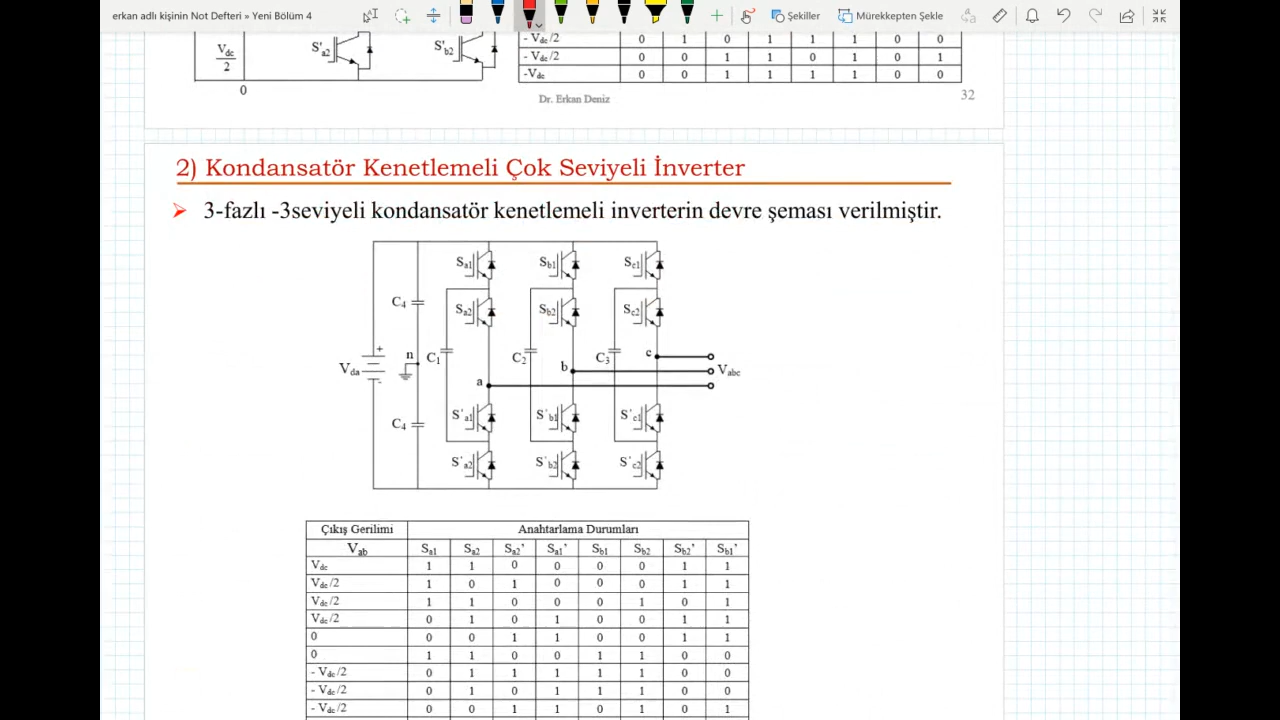 erkan adlı kişinin Not Defteri » Yeni Bölüm 4
Şekiller
Mürekkepten Şekle
Vdc
2
S'a2
S'b2
0
- Vdc/2 0 1 0 1 1 1 0 0
- Vdc/2 0 0 1 1 0 1 0 1
-Vdc 0 0 1 1 1 1 0 0
Dr. Erkan Deniz
32
2) Kondansatör Kenetlemeli Çok Seviyeli İnverter
3-fazlı -3seviyeli kondansatör kenetlemeli inverterin devre şeması verilmiştir.
Sa1 Sb1 Sc1
C4
Sa2 Sb2 Sc2
+
n C1 C2 C3 c
Vda b Vabc
-
a
C4 S'a1 S'b1 S'c1
S'a2 S'b2 S'c2
Çıkış Gerilimi Anahtarlama Durumları
Vab Sa1 Sa2 Sa2' Sa1' Sb1 Sb2 Sb2' Sb1'
Vdc 1 1 0 0 0 0 1 1
Vdc/2 1 0 1 0 0 0 1 1
Vdc/2 1 1 0 0 0 1 0 1
Vdc/2 0 1 0 1 0 0 1 1
0 0 0 1 1 0 0 1 1
0 1 1 0 0 1 1 0 0
- Vdc/2 0 1 1 1 1 1 0 0
- Vdc/2 0 1 0 1 1 1 0 0
- Vdc/2 0 0 1 1 0 1 0 1